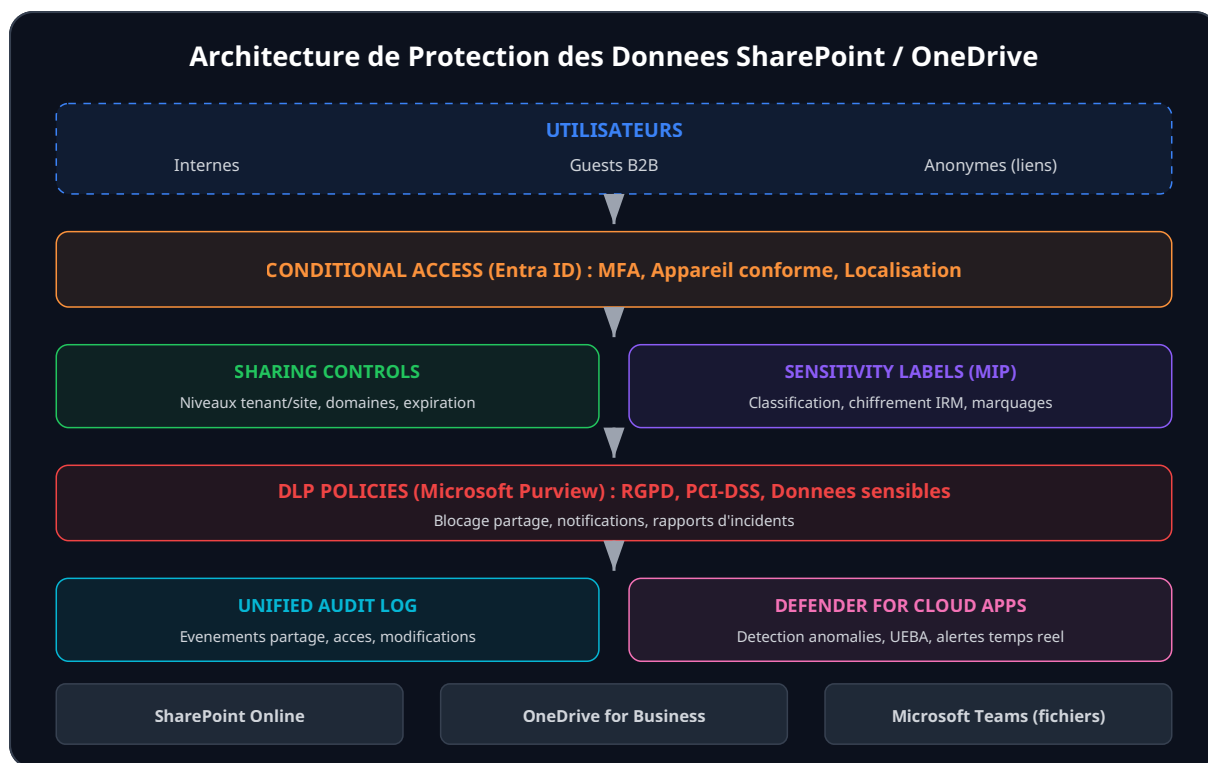 Architecture de Protection des Donnees SharePoint / OneDrive
UTILISATEURS
Internes
Guests B2B
Anonymes (liens)
CONDITIONAL ACCESS (Entra ID) : MFA, Appareil conforme, Localisation
SHARING CONTROLS
Niveaux tenant/site, domaines, expiration
SENSITIVITY LABELS (MIP)
Classification, chiffrement IRM, marquages
DLP POLICIES (Microsoft Purview) : RGPD, PCI-DSS, Donnees sensibles
Blocage partage, notifications, rapports d'incidents
UNIFIED AUDIT LOG
Evenements partage, acces, modifications
DEFENDER FOR CLOUD APPS
Detection anomalies, UEBA, alertes temps reel
SharePoint Online
OneDrive for Business
Microsoft Teams (fichiers)